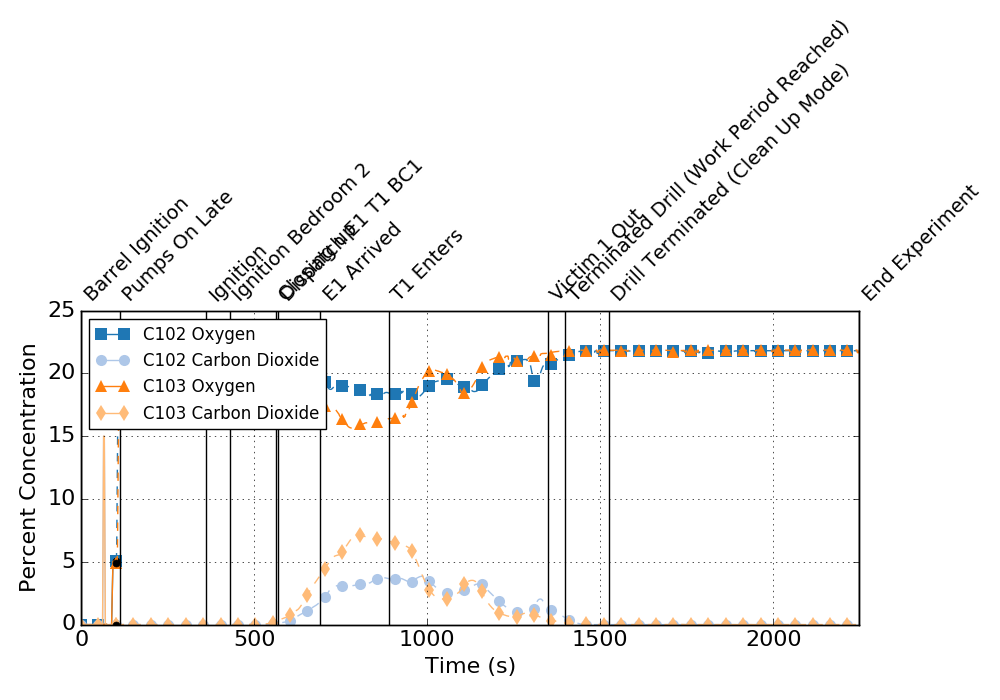 Barrel Ignition
Pumps On Late
Ignition
Ignition Bedroom 2
Dispatch E1 T1 BC1
E1 Arrived
T1 Enters
Victim 1 Out
Terminated Drill (Work Period Reached)
Drill Terminated (Clean Up Mode)
End Experiment
25
20
15
10
5
0
Percent Concentration
C102 Oxygen
C102 Carbon Dioxide
C103 Oxygen
C103 Carbon Dioxide
0
500
1000
1500
2000
Time (s)